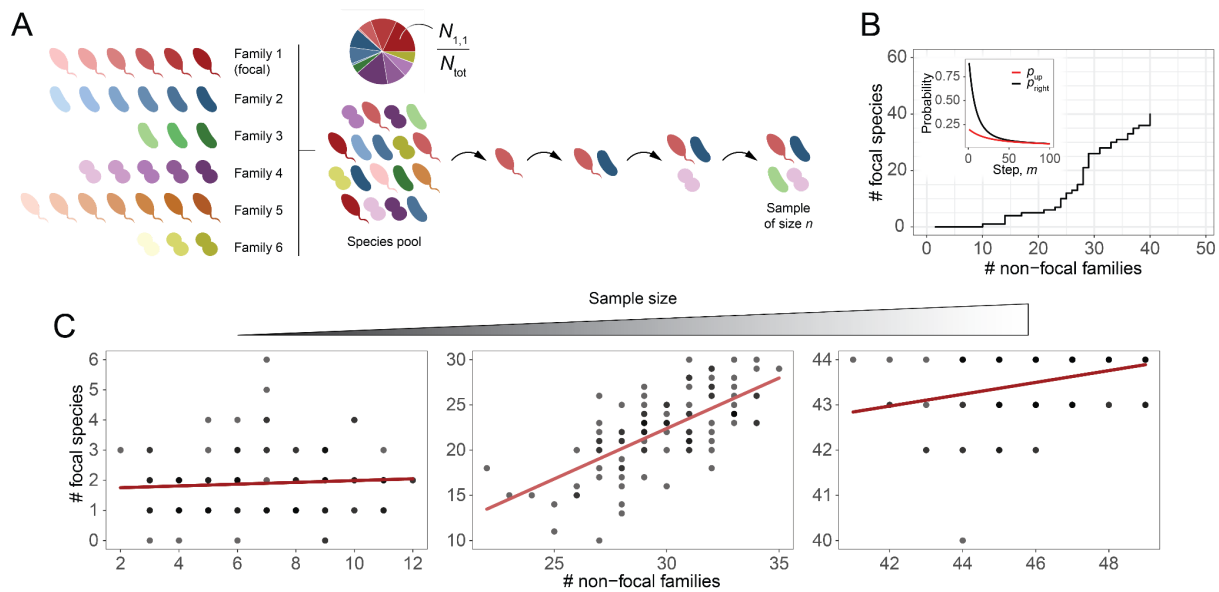 A
Family 1
(focal)
Family 2
Family 3
Family 4
Family 5
Family 6
N1,1
Ntot
Species pool
Sample
of size n
B
# focal species
60
40
20
0
0 10 20 30 40 50
# non-focal families
Probability
0.75
0.50
0.25
0 50 100
Step, m
pup
pright
Sample size
C
# focal species
6
5
4
3
2
1
0
2 4 6 8 10 12
30
25
20
15
10
25 30 35
# non-focal families
44
43
42
41
40
42 44 46 48